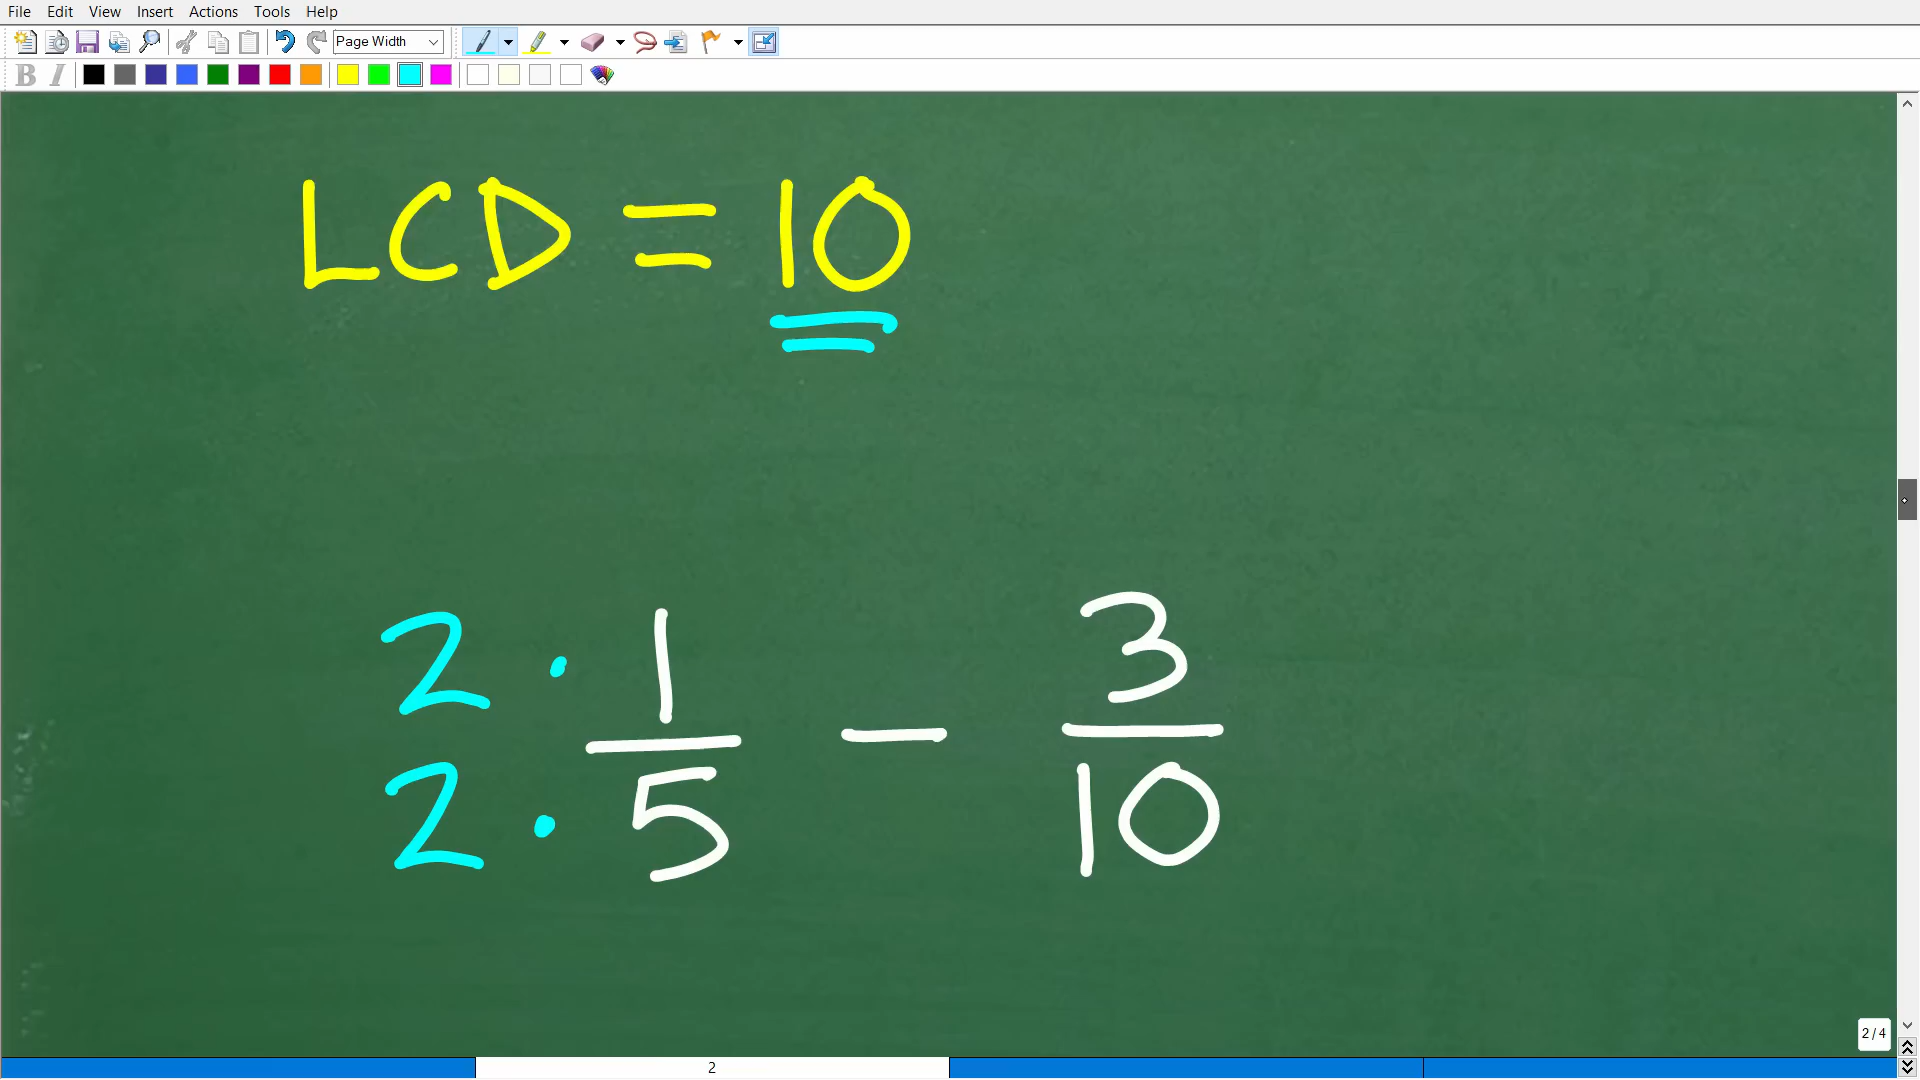 File Edit View Insert Actions Tools Help
Page Width
B I
LCD = 10
2 · 1 3
—
2 · 5 10
2 / 4
2